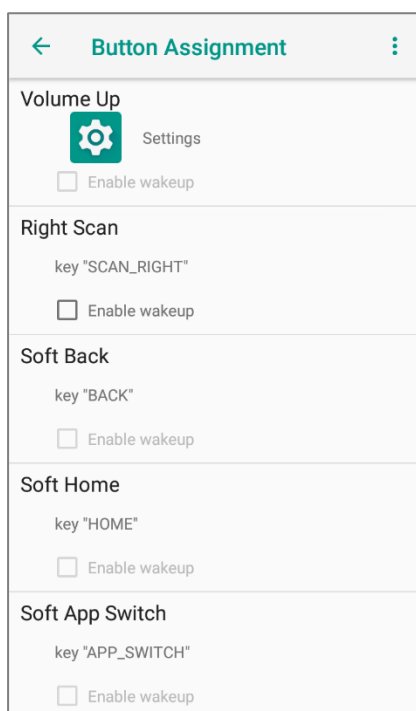 Button Assignment
Volume Up
Settings
Enable wakeup
Right Scan
key "SCAN_RIGHT"
Enable wakeup
Soft Back
key "BACK"
Enable wakeup
Soft Home
key "HOME"
Enable wakeup
Soft App Switch
key "APP_SWITCH"
Enable wakeup